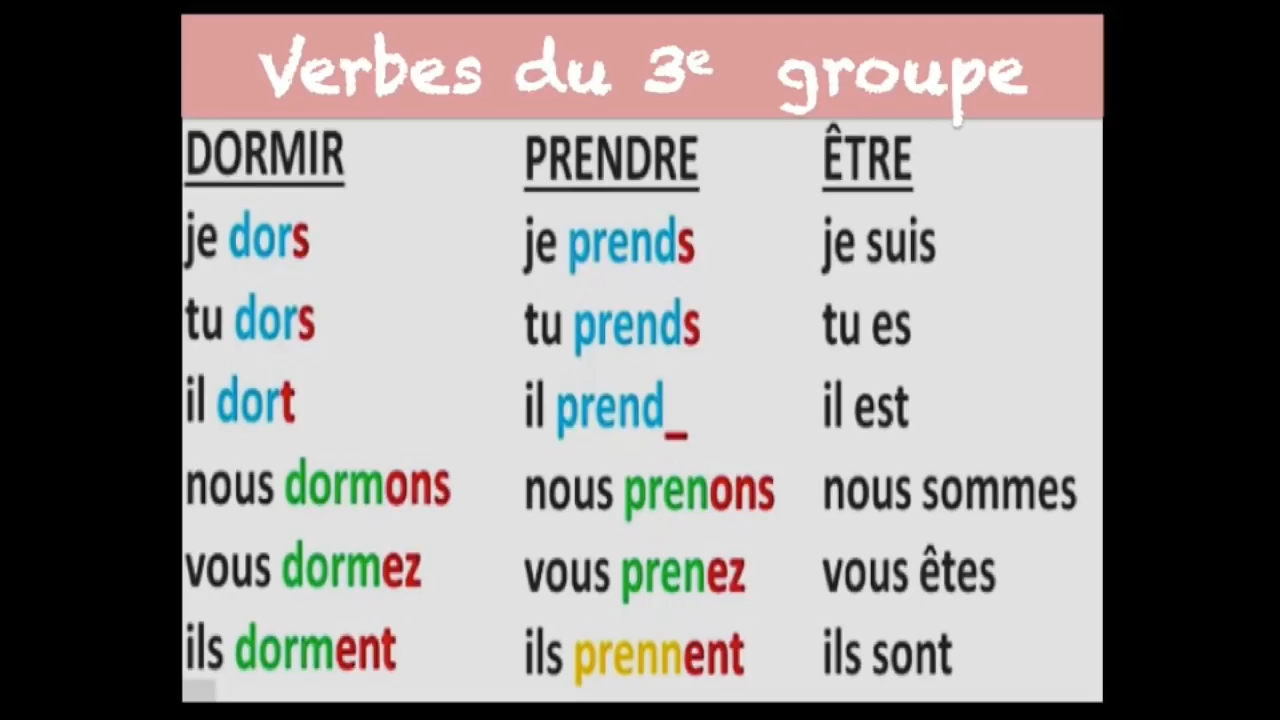 Verbes du 3e groupe
DORMIR PRENDRE ÊTRE
je dors je prends je suis
tu dors tu prends tu es
il dort il prend_ il est
nous dormons nous prenons nous sommes
vous dormez vous prenez vous êtes
ils dorment ils prennent ils sont